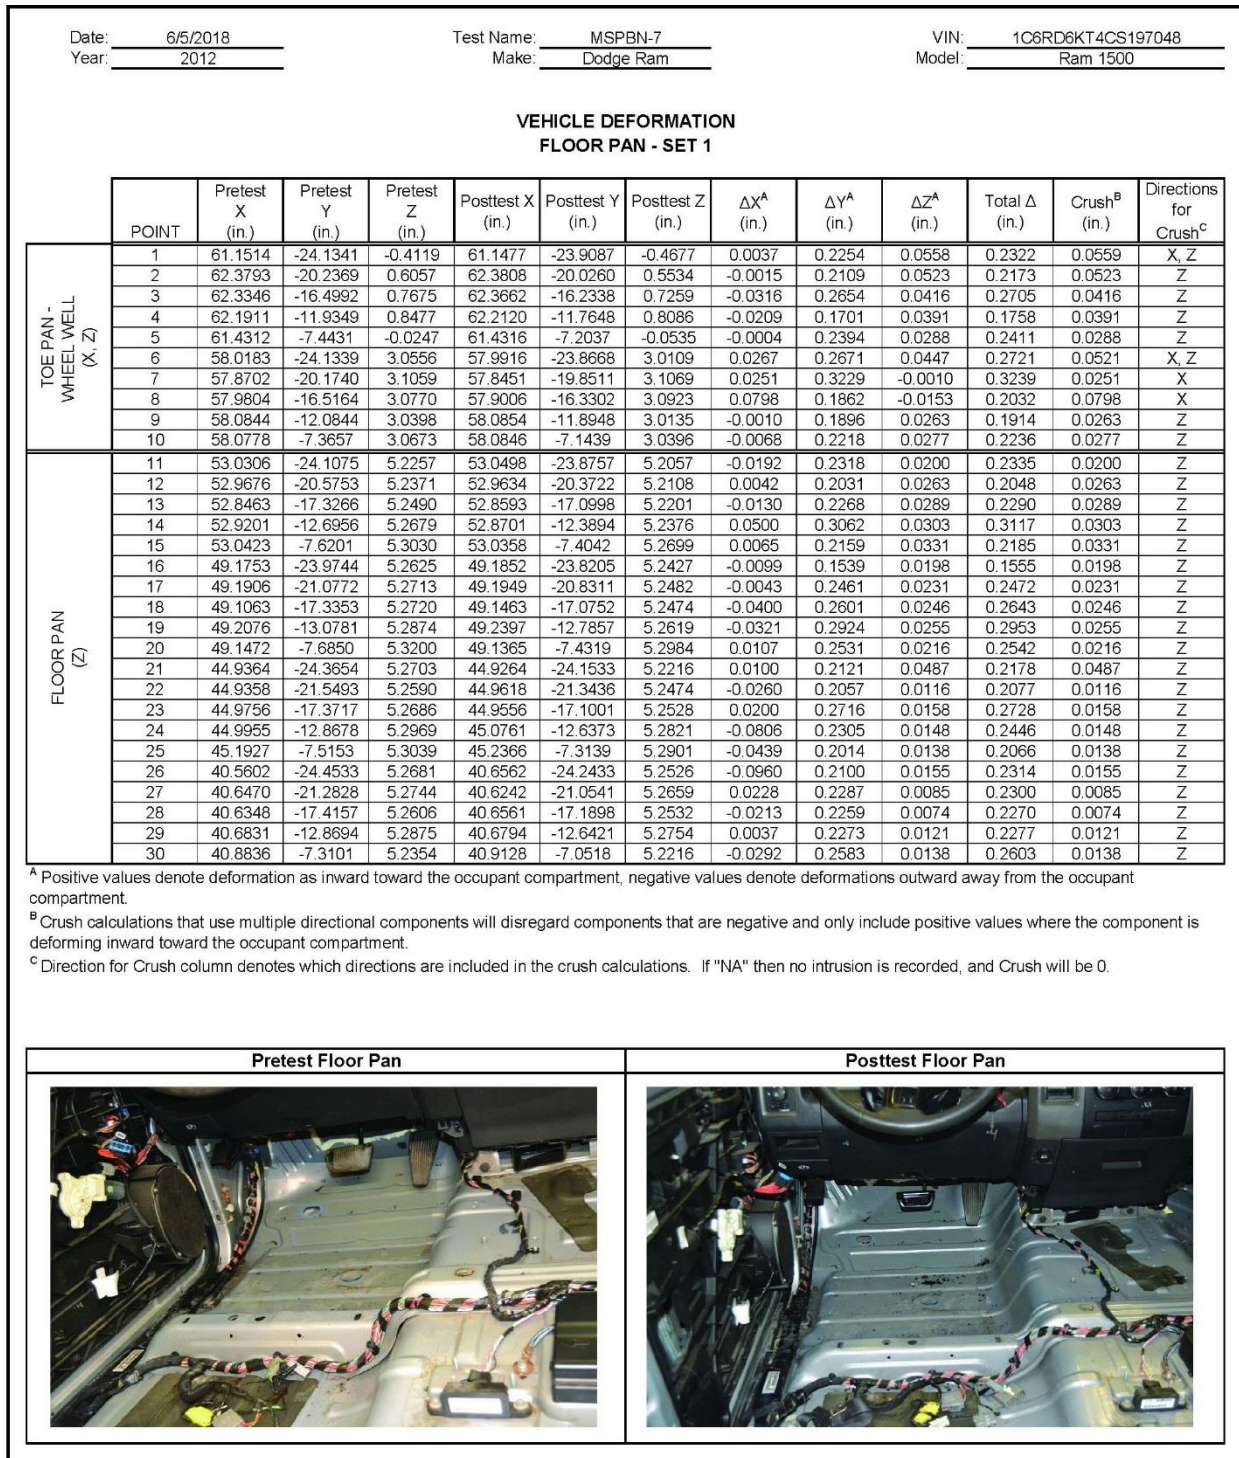 Date: 6/5/2018 Test Name: MSPBN-7 VIN: 1C6RD6KT4CS197048
Year: 2012 Make: Dodge Ram Model: Ram 1500
VEHICLE DEFORMATION
FLOOR PAN - SET 1
POINT Pretest X (in.) Pretest Y (in.) Pretest Z (in.) Posttest X (in.) Posttest Y (in.) Posttest Z (in.) ΔXᴬ (in.) ΔYᴬ (in.) ΔZᴬ (in.) Total Δ (in.) Crushᴮ (in.) Directions for Crushᶜ
TOE PAN - WHEEL WELL (X, Z)
1 61.1514 -24.1341 -0.4119 61.1477 -23.9087 -0.4677 0.0037 0.2254 0.0558 0.2322 0.0559 X, Z
2 62.3793 -20.2369 0.6057 62.3808 -20.0260 0.5534 -0.0015 0.2109 0.0523 0.2173 0.0523 Z
3 62.3346 -16.4992 0.7675 62.3662 -16.2338 0.7259 -0.0316 0.2654 0.0416 0.2705 0.0416 Z
4 62.1911 -11.9349 0.8477 62.2120 -11.7648 0.8086 -0.0209 0.1701 0.0391 0.1758 0.0391 Z
5 61.4312 -7.4431 -0.0247 61.4316 -7.2037 -0.0535 -0.0004 0.2394 0.0288 0.2411 0.0288 Z
6 58.0183 -24.1339 3.0556 57.9916 -23.8668 3.0109 0.0267 0.2671 0.0447 0.2721 0.0521 X, Z
7 57.8702 -20.1740 3.1059 57.8451 -19.8511 3.1069 0.0251 0.3229 -0.0010 0.3239 0.0251 X
8 57.9804 -16.5164 3.0770 57.9006 -16.3302 3.0923 0.0798 0.1862 -0.0153 0.2032 0.0798 X
9 58.0844 -12.0844 3.0398 58.0854 -11.8948 3.0135 -0.0010 0.1896 0.0263 0.1914 0.0263 Z
10 58.0778 -7.3657 3.0673 58.0846 -7.1439 3.0396 -0.0068 0.2218 0.0277 0.2236 0.0277 Z
FLOOR PAN (Z)
11 53.0306 -24.1075 5.2257 53.0498 -23.8757 5.2057 -0.0192 0.2318 0.0200 0.2335 0.0200 Z
12 52.9676 -20.5753 5.2371 52.9634 -20.3722 5.2108 0.0042 0.2031 0.0263 0.2048 0.0263 Z
13 52.8463 -17.3266 5.2490 52.8593 -17.0998 5.2201 -0.0130 0.2268 0.0289 0.2290 0.0289 Z
14 52.9201 -12.6956 5.2679 52.8701 -12.3894 5.2376 0.0500 0.3062 0.0303 0.3117 0.0303 Z
15 53.0423 -7.6201 5.3030 53.0358 -7.4042 5.2699 0.0065 0.2159 0.0331 0.2185 0.0331 Z
16 49.1753 -23.9744 5.2625 49.1852 -23.8205 5.2427 -0.0099 0.1539 0.0198 0.1555 0.0198 Z
17 49.1906 -21.0772 5.2713 49.1949 -20.8311 5.2482 -0.0043 0.2461 0.0231 0.2472 0.0231 Z
18 49.1063 -17.3353 5.2720 49.1463 -17.0752 5.2474 -0.0400 0.2601 0.0246 0.2643 0.0246 Z
19 49.2076 -13.0781 5.2874 49.2397 -12.7857 5.2619 -0.0321 0.2924 0.0255 0.2953 0.0255 Z
20 49.1472 -7.6850 5.3200 49.1365 -7.4319 5.2984 0.0107 0.2531 0.0216 0.2542 0.0216 Z
21 44.9364 -24.3654 5.2703 44.9264 -24.1533 5.2216 0.0100 0.2121 0.0487 0.2178 0.0487 Z
22 44.9358 -21.5493 5.2590 44.9618 -21.3436 5.2474 -0.0260 0.2057 0.0116 0.2077 0.0116 Z
23 44.9756 -17.3717 5.2686 44.9556 -17.1001 5.2528 0.0200 0.2716 0.0158 0.2728 0.0158 Z
24 44.9955 -12.8678 5.2969 45.0761 -12.6373 5.2821 -0.0806 0.2305 0.0148 0.2446 0.0148 Z
25 45.1927 -7.5153 5.3039 45.2366 -7.3139 5.2901 -0.0439 0.2014 0.0138 0.2066 0.0138 Z
26 40.5602 -24.4533 5.2681 40.6562 -24.2433 5.2526 -0.0960 0.2100 0.0155 0.2314 0.0155 Z
27 40.6470 -21.2828 5.2744 40.6242 -21.0541 5.2659 0.0228 0.2287 0.0085 0.2300 0.0085 Z
28 40.6348 -17.4157 5.2606 40.6561 -17.1898 5.2532 -0.0213 0.2259 0.0074 0.2270 0.0074 Z
29 40.6831 -12.8694 5.2875 40.6794 -12.6421 5.2754 0.0037 0.2273 0.0121 0.2277 0.0121 Z
30 40.8836 -7.3101 5.2354 40.9128 -7.0518 5.2216 -0.0292 0.2583 0.0138 0.2603 0.0138 Z
ᴬ Positive values denote deformation as inward toward the occupant compartment, negative values denote deformations outward away from the occupant
compartment.
ᴮ Crush calculations that use multiple directional components will disregard components that are negative and only include positive values where the component is
deforming inward toward the occupant compartment.
ᶜ Direction for Crush column denotes which directions are included in the crush calculations. If "NA" then no intrusion is recorded, and Crush will be 0.
Pretest Floor Pan Posttest Floor Pan